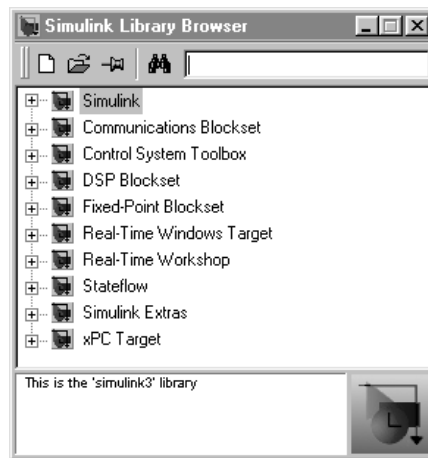 Simulink Library Browser
Simulink
Communications Blockset
Control System Toolbox
DSP Blockset
Fixed-Point Blockset
Real-Time Windows Target
Real-Time Workshop
Stateflow
Simulink Extras
xPC Target
This is the 'simulink3' library